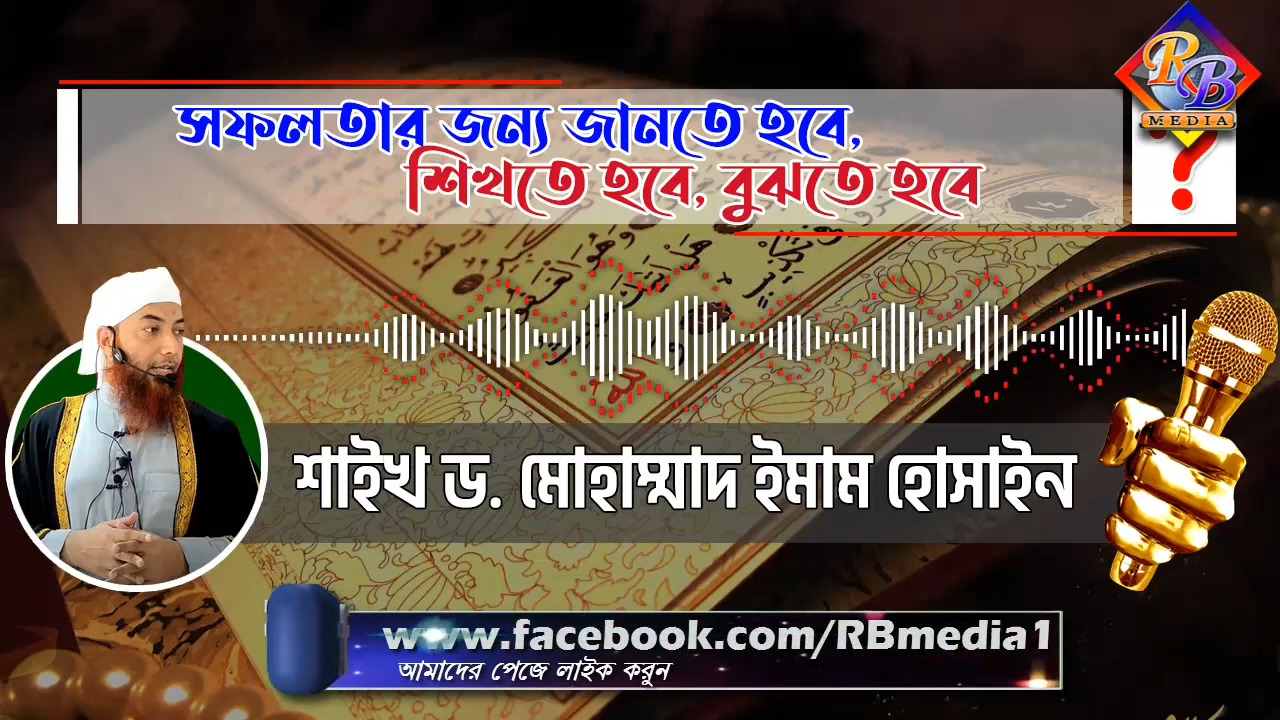 সফলতার জন্য জানতে হবে,
শিখতে হবে, বুঝতে হবে
?
RB
MEDIA
শাইখ ড. মোহাম্মাদ ইমাম হোসাইন
www.facebook.com/RBmedia1
আমাদের পেজে লাইক করুন